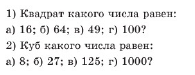 1) Квадрат какого числа равен:
а) 16; б) 64; в) 49; г) 100?
2) Куб какого числа равен:
а) 8; б) 27; в) 125; г) 1000?